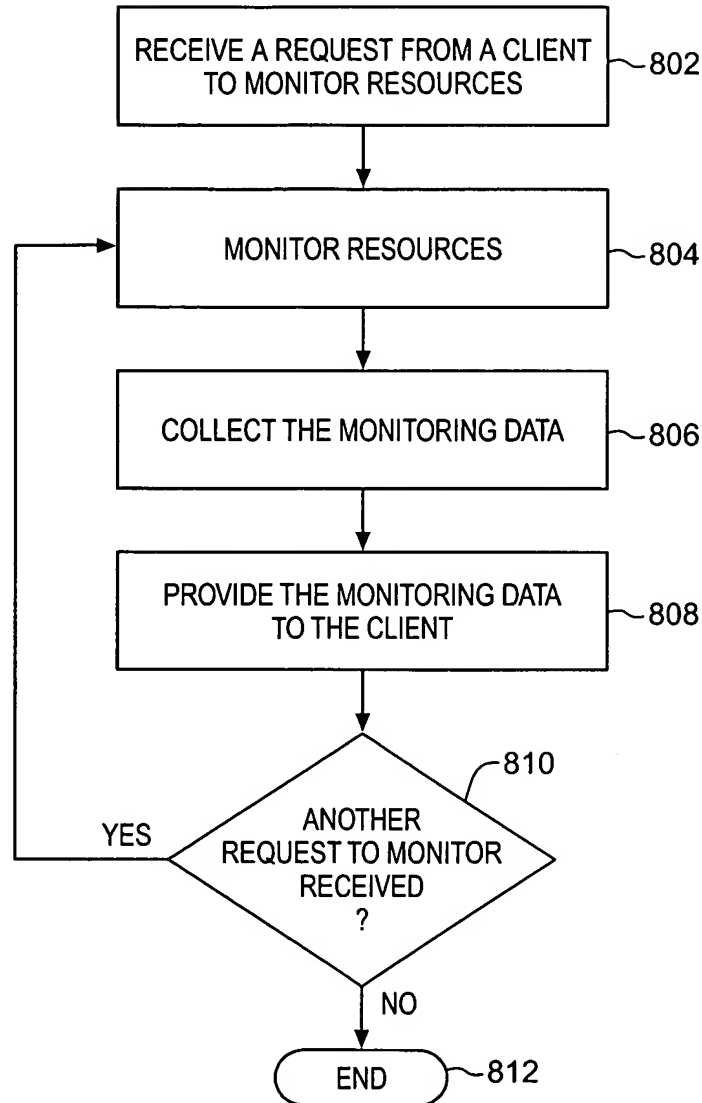 RECEIVE A REQUEST FROM A CLIENT
TO MONITOR RESOURCES
802
MONITOR RESOURCES
804
COLLECT THE MONITORING DATA
806
PROVIDE THE MONITORING DATA
TO THE CLIENT
808
810
YES
ANOTHER
REQUEST TO MONITOR
RECEIVED
?
NO
END
812